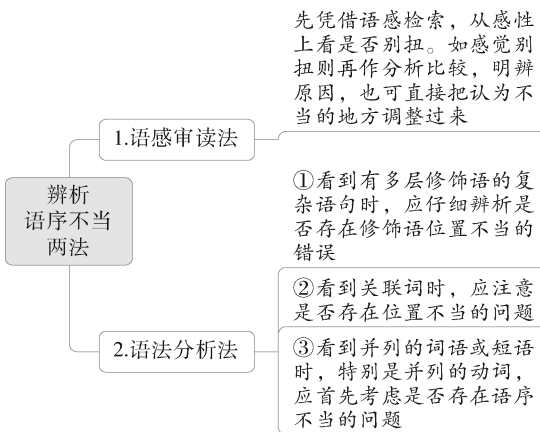 先凭借语感检索，从感性
上看是否别扭。如感觉别
扭则再作分析比较，明辨
原因，也可直接把认为不
当的地方调整过来
1.语感审读法
辨析
语序不当
两法
①看到有多层修饰语的复
杂语句时，应仔细辨析是
否存在修饰语位置不当的
错误
②看到关联词时，应注意
是否存在位置不当的问题
2.语法分析法
③看到并列的词语或短语
时，特别是并列的动词，
应首先考虑是否存在语序
不当的问题